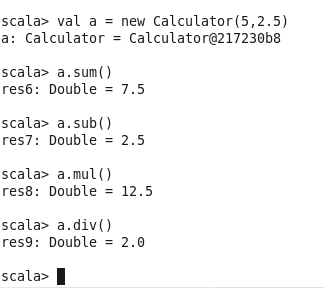 scala> val a = new Calculator(5,2.5)
a: Calculator = Calculator@217230b8
scala> a.sum()
res6: Double = 7.5
scala> a.sub()
res7: Double = 2.5
scala> a.mul()
res8: Double = 12.5
scala> a.div()
res9: Double = 2.0
scala>